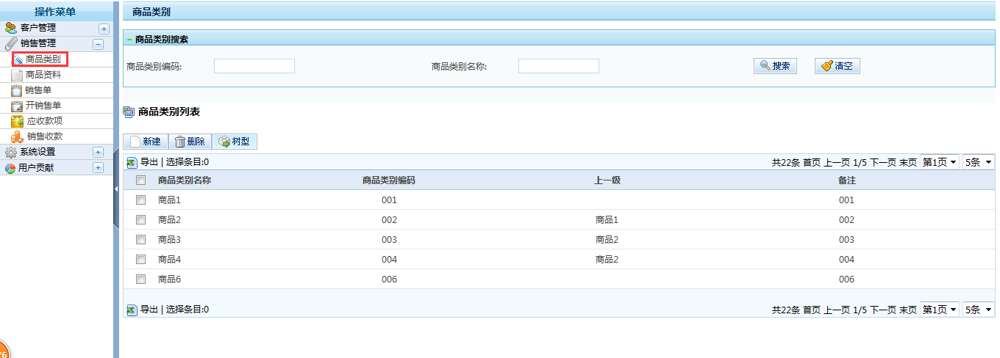 操作菜单
客户管理
销售管理
商品类别
商品资料
销售单
开销售单
应收款项
销售收款
系统设置
用户贡献
商品类别
商品类别搜索
商品类别编码: 商品类别名称: 搜索 清空
商品类别列表
新建 删除 树型
导出 | 选择条目:0 共22条 首页 上一页 1/5 下一页 末页 第1页 5条
商品类别名称 商品类别编码 上一级 备注
商品1 001 001
商品2 002 商品1 002
商品3 003 商品2 003
商品4 004 商品2 004
商品6 006 006
导出 | 选择条目:0 共22条 首页 上一页 1/5 下一页 末页 第1页 5条